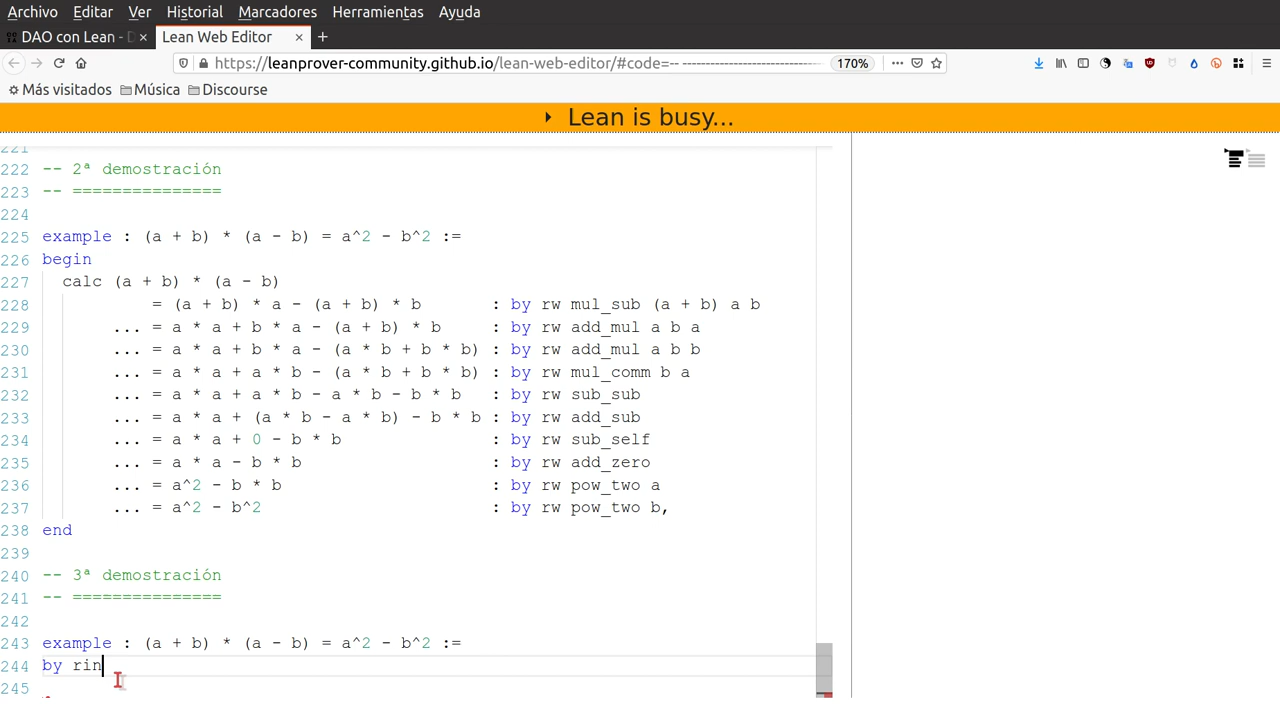 Archivo Editar Ver Historial Marcadores Herramientas Ayuda
DAO con Lean - D × Lean Web Editor × +
https://leanprover-community.github.io/lean-web-editor/#code=-- ------------------------------- 170%
Más visitados Música Discourse
Lean is busy...
221
222 -- 2ª demostración
223 -- ===============
224
225 example : (a + b) * (a - b) = a^2 - b^2 :=
226 begin
227 calc (a + b) * (a - b)
228 = (a + b) * a - (a + b) * b : by rw mul_sub (a + b) a b
229 ... = a * a + b * a - (a + b) * b : by rw add_mul a b a
230 ... = a * a + b * a - (a * b + b * b) : by rw add_mul a b b
231 ... = a * a + a * b - (a * b + b * b) : by rw mul_comm b a
232 ... = a * a + a * b - a * b - b * b : by rw sub_sub
233 ... = a * a + (a * b - a * b) - b * b : by rw add_sub
234 ... = a * a + 0 - b * b : by rw sub_self
235 ... = a * a - b * b : by rw add_zero
236 ... = a^2 - b * b : by rw pow_two a
237 ... = a^2 - b^2 : by rw pow_two b,
238 end
239
240 -- 3ª demostración
241 -- ===============
242
243 example : (a + b) * (a - b) = a^2 - b^2 :=
244 by rin
245